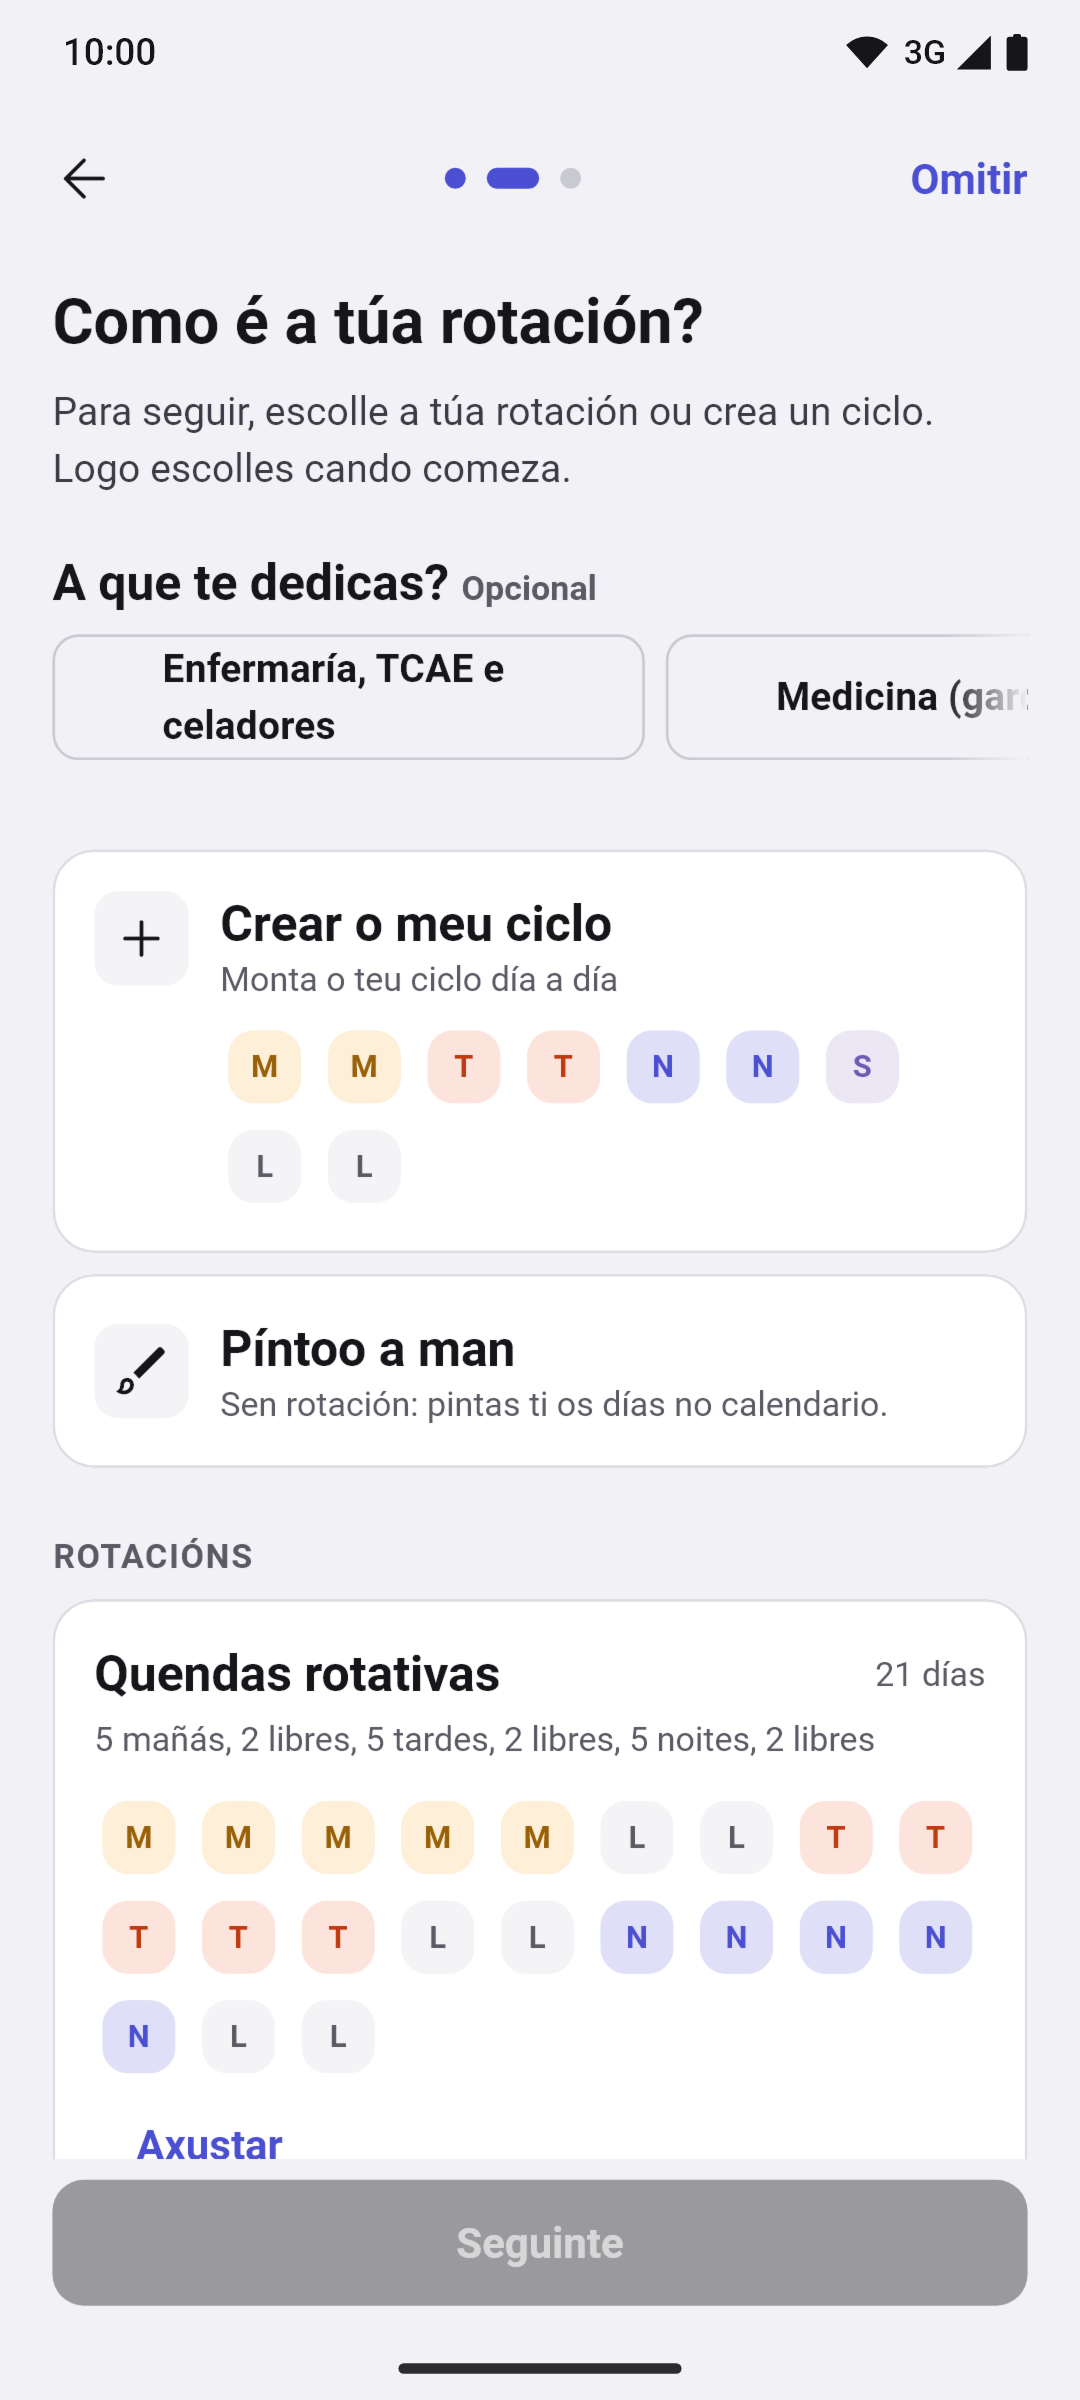 10:00
3G
Omitir
Como é a túa rotación?
Para seguir, escolle a túa rotación ou crea un ciclo.
Logo escolles cando comeza.
A que te dedicas? Opcional
Enfermaría, TCAE e
celadores
Medicina
Crear o meu ciclo
Monta o teu ciclo día a día
M M T T N N S
L L
Píntoo a man
Sen rotación: pintas ti os días no calendario.
ROTACIÓNS
Quendas rotativas
21 días
5 mañás, 2 libres, 5 tardes, 2 libres, 5 noites, 2 libres
M M M M M L L T T
T T T L L N N N N
N L L
Axustar
Seguinte